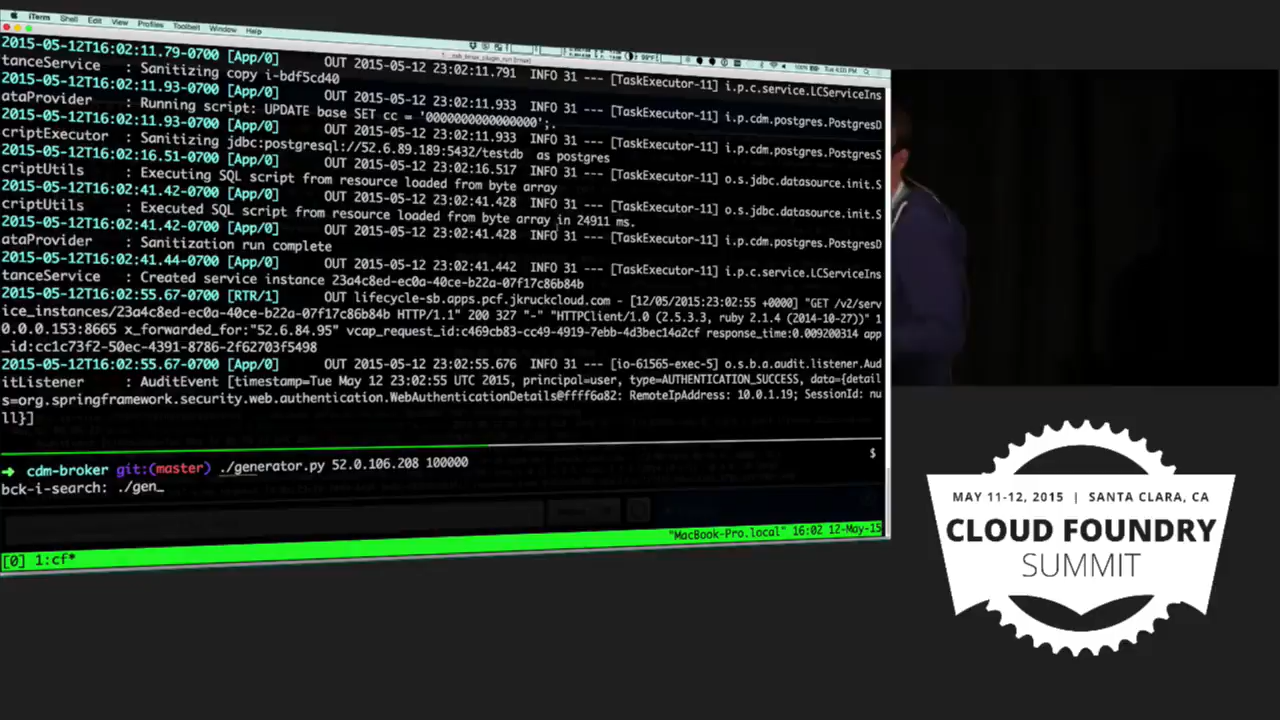 iTerm Shell Edit View Profiles Toolbelt Window Help
2015-05-12T16:02:11.79-0700 [App/0] OUT 2015-05-12 23:02:11.791 INFO 31 --- [TaskExecutor-11] i.p.c.service.LCServiceIns
tanceService : Sanitizing copy i-bdf5cd40
2015-05-12T16:02:11.93-0700 [App/0] OUT 2015-05-12 23:02:11.933 INFO 31 --- [TaskExecutor-11] i.p.cdm.postgres.PostgresD
ataProvider : Running script: UPDATE base SET cc = '0000000000000000';.
2015-05-12T16:02:11.93-0700 [App/0] OUT 2015-05-12 23:02:11.933 INFO 31 --- [TaskExecutor-11] i.p.cdm.postgres.PostgresS
criptExecutor : Sanitizing jdbc:postgresql://52.6.89.189:5432/testdb as postgres
2015-05-12T16:02:16.51-0700 [App/0] OUT 2015-05-12 23:02:16.517 INFO 31 --- [TaskExecutor-11] o.s.jdbc.datasource.init.S
criptUtils : Executing SQL script from resource loaded from byte array
2015-05-12T16:02:41.42-0700 [App/0] OUT 2015-05-12 23:02:41.428 INFO 31 --- [TaskExecutor-11] o.s.jdbc.datasource.init.S
criptUtils : Executed SQL script from resource loaded from byte array in 24911 ms.
2015-05-12T16:02:41.42-0700 [App/0] OUT 2015-05-12 23:02:41.428 INFO 31 --- [TaskExecutor-11] i.p.cdm.postgres.PostgresD
ataProvider : Sanitization run complete
2015-05-12T16:02:41.44-0700 [App/0] OUT 2015-05-12 23:02:41.442 INFO 31 --- [TaskExecutor-11] i.p.c.service.LCServiceIns
tanceService : Created service instance 23a4c8ed-ec0a-40ce-b22a-07f17c86b84b
2015-05-12T16:02:55.67-0700 [RTR/1] OUT lifecycle-sb.apps.pcf.jkruckcloud.com - [12/05/2015:23:02:55 +0000] "GET /v2/serv
ice_instances/23a4c8ed-ec0a-40ce-b22a-07f17c86b84b HTTP/1.1" 200 327 "-" "HTTPClient/1.0 (2.5.3.3, ruby 2.1.4 (2014-10-27))" 1
0.0.0.153:8665 x_forwarded_for:"52.6.84.95" vcap_request_id:c469cb83-cc49-4919-7ebb-4d3bec14a2cf response_time:0.009200314 app
_id:cc1c73f2-50ec-4391-8786-2f62703f5498
2015-05-12T16:02:55.67-0700 [App/0] OUT 2015-05-12 23:02:55.676 INFO 31 --- [io-61565-exec-5] o.s.b.a.audit.listener.Aud
itListener : AuditEvent [timestamp=Tue May 12 23:02:55 UTC 2015, principal=user, type=AUTHENTICATION_SUCCESS, data={detail
s=org.springframework.security.web.authentication.WebAuthenticationDetails@ffff6a82: RemoteIpAddress: 10.0.1.19; SessionId: nu
ll}]
➜ cdm-broker git:(master) ./generator.py 52.0.106.208 100000 $
bck-i-search: ./gen_
[0] 1:cf* "MacBook-Pro.local" 16:02 12-May-15
MAY 11-12, 2015 | SANTA CLARA, CA
CLOUD FOUNDRY
SUMMIT